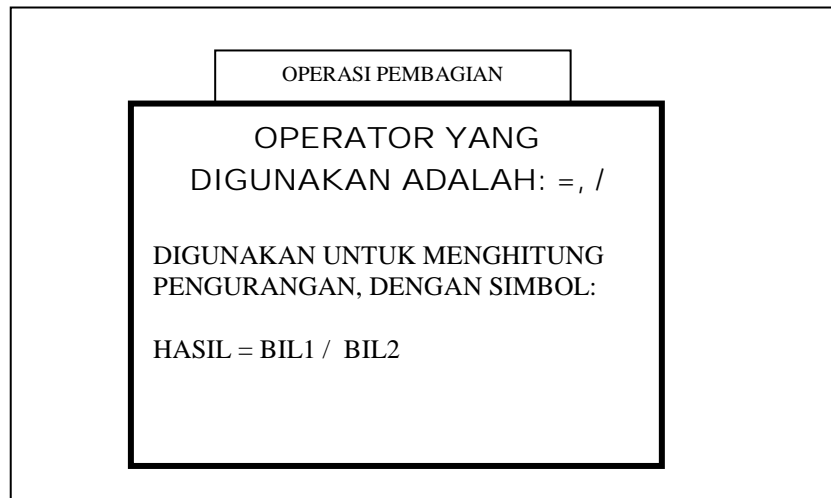 OPERASI PEMBAGIAN
OPERATOR YANG
DIGUNAKAN ADALAH: =, /
DIGUNAKAN UNTUK MENGHITUNG
PENGURANGAN, DENGAN SIMBOL:
HASIL = BIL1 / BIL2